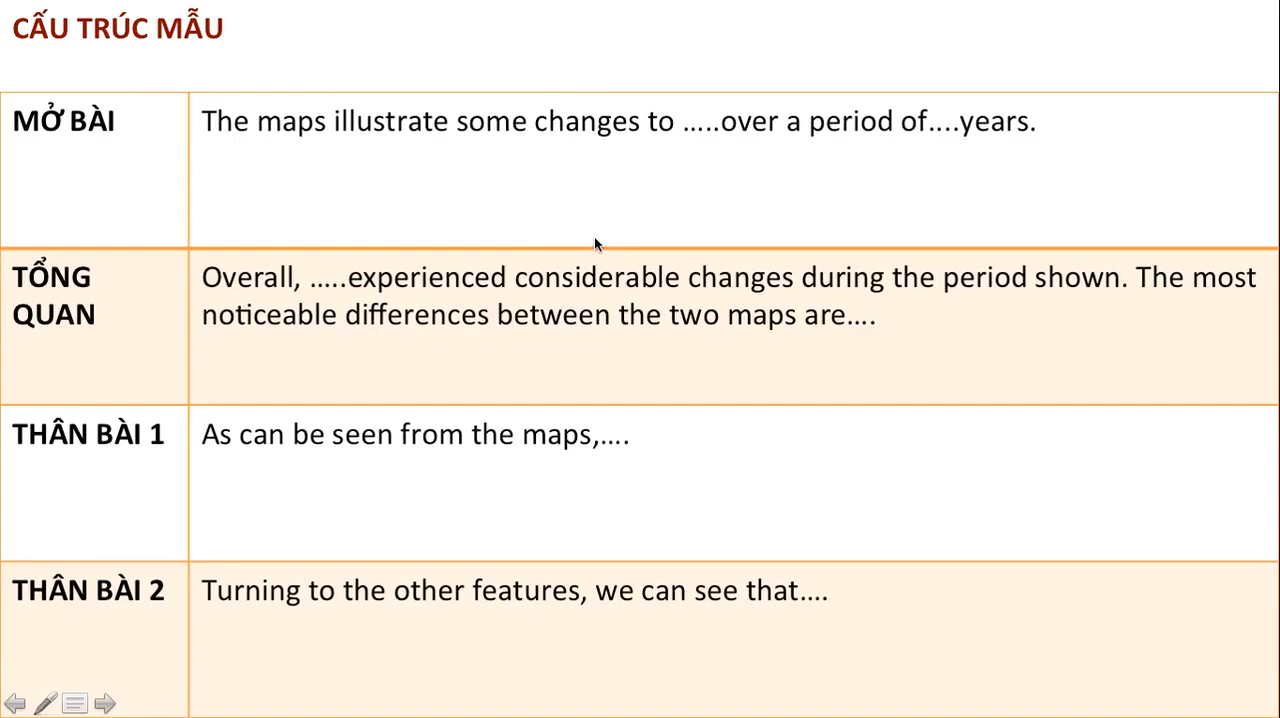 CẤU TRÚC MẪU
MỞ BÀI
The maps illustrate some changes to …..over a period of….years.
TỔNG
QUAN
Overall, …..experienced considerable changes during the period shown. The most
noticeable differences between the two maps are….
THÂN BÀI 1
As can be seen from the maps,….
THÂN BÀI 2
Turning to the other features, we can see that….